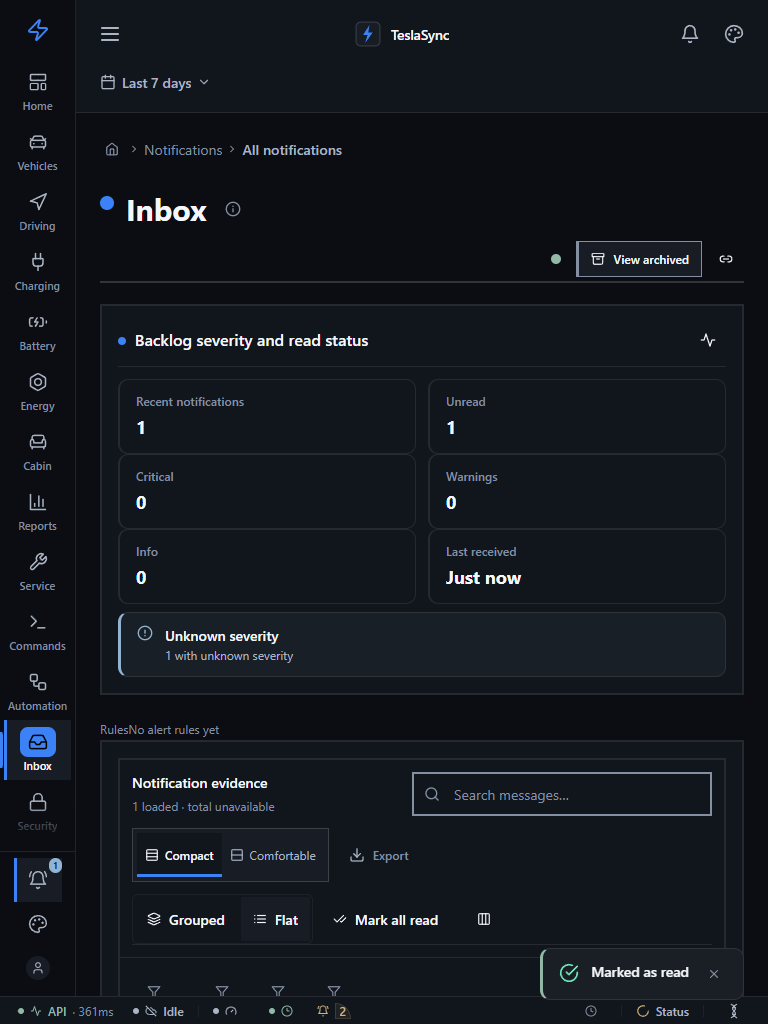 TeslaSync
Last 7 days
Home
Vehicles
Driving
Charging
Battery
Energy
Cabin
Reports
Service
Commands
Automation
Inbox
Security
1
Notifications
All notifications
Inbox
View archived
Backlog severity and read status
Recent notifications
1
Unread
1
Critical
0
Warnings
0
Info
0
Last received
Just now
Unknown severity
1 with unknown severity
RulesNo alert rules yet
Notification evidence
1 loaded · total unavailable
Search messages...
Compact
Comfortable
Export
Grouped
Flat
Mark all read
Marked as read
API · 361ms
Idle
2
Status